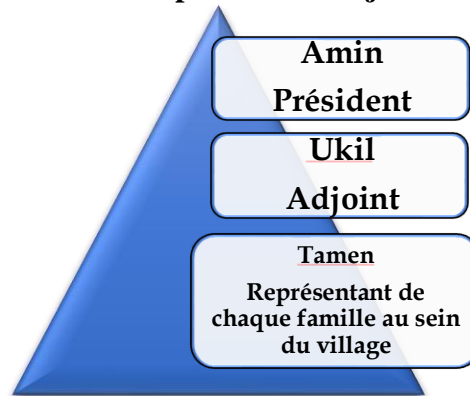 Amin
Président
Ukil
Adjoint
Tamen
Représentant de
chaque famille au sein
du village